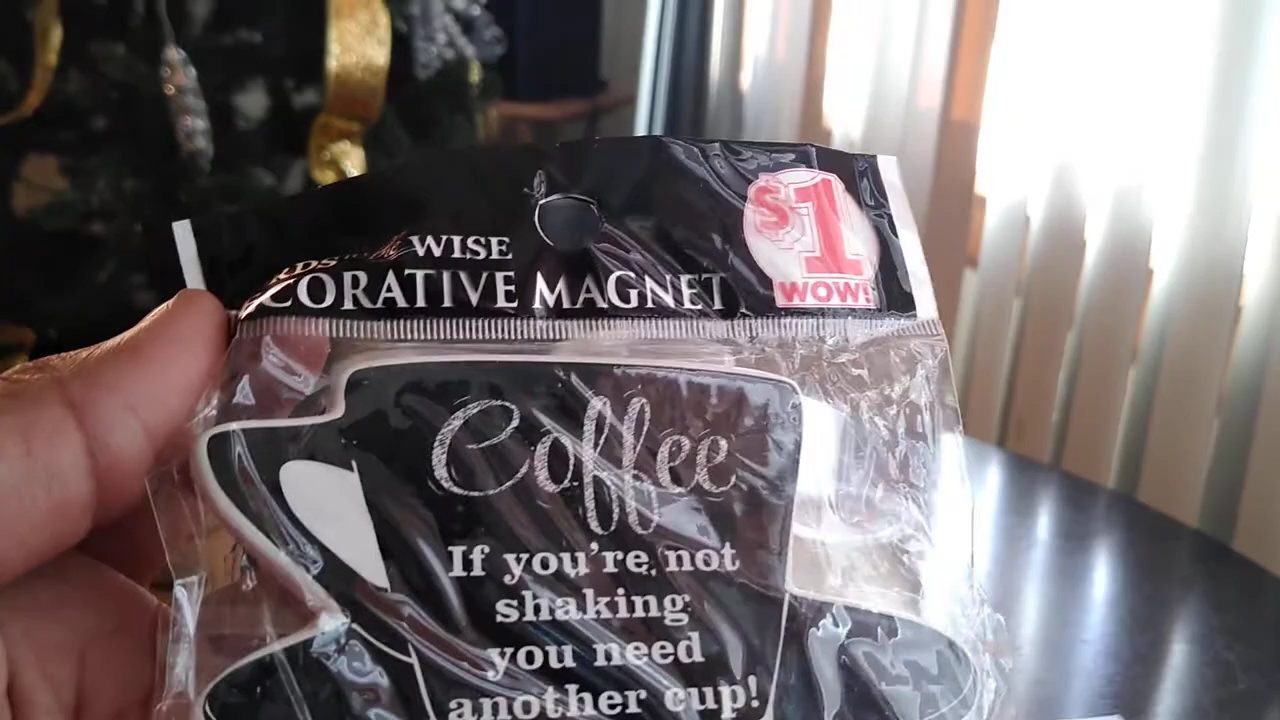 WISE
CORATIVE MAGNET
$1
WOW!
Coffee
If you're not
shaking
you need
another cup!